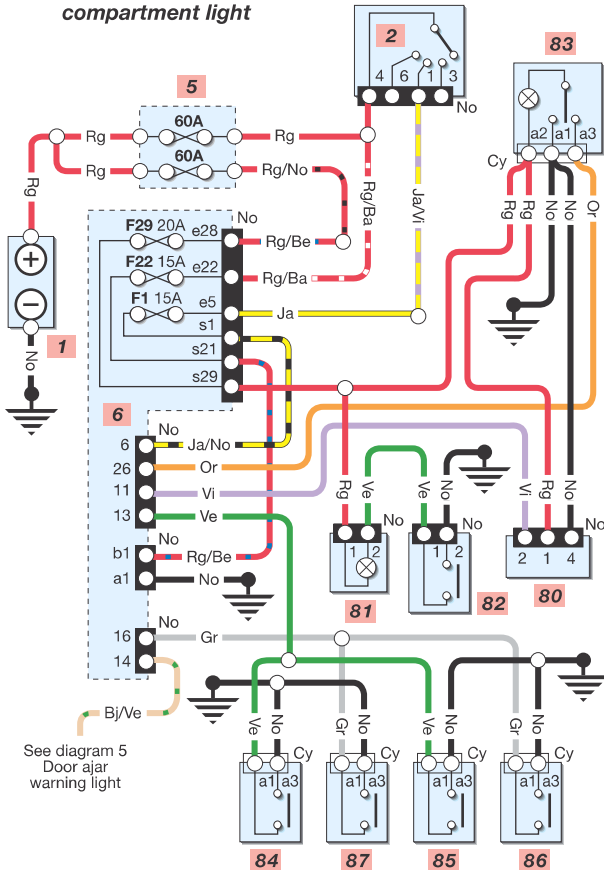 compartment light
2
4 6 1 3
No
83
a2 a1 a3
Cy
5
60A
60A
Rg
Rg
Rg
Rg/No
Rg
Rg/Ba
Ja/Vi
Rg
Rg
No
No
Or
No
F29 20A e28
F22 15A e22
F1 15A e5
s1
s21
s29
Rg/Be
Rg/Ba
Ja
+
−
1
No
6
No
6
26
11
13
Ja/No
Or
Vi
Ve
No
b1
a1
Rg/Be
No
No
16
14
Gr
Bj/Ve
See diagram 5
Door ajar
warning light
Rg
Ve
Ve
No
Vi
Rg
No
No
1 2
81
No
1 2
82
No
2 1 4
80
Ve
No
Gr
No
Ve
No
Gr
No
Cy
a1 a3
84
Cy
a1 a3
87
Cy
a1 a3
85
Cy
a1 a3
86